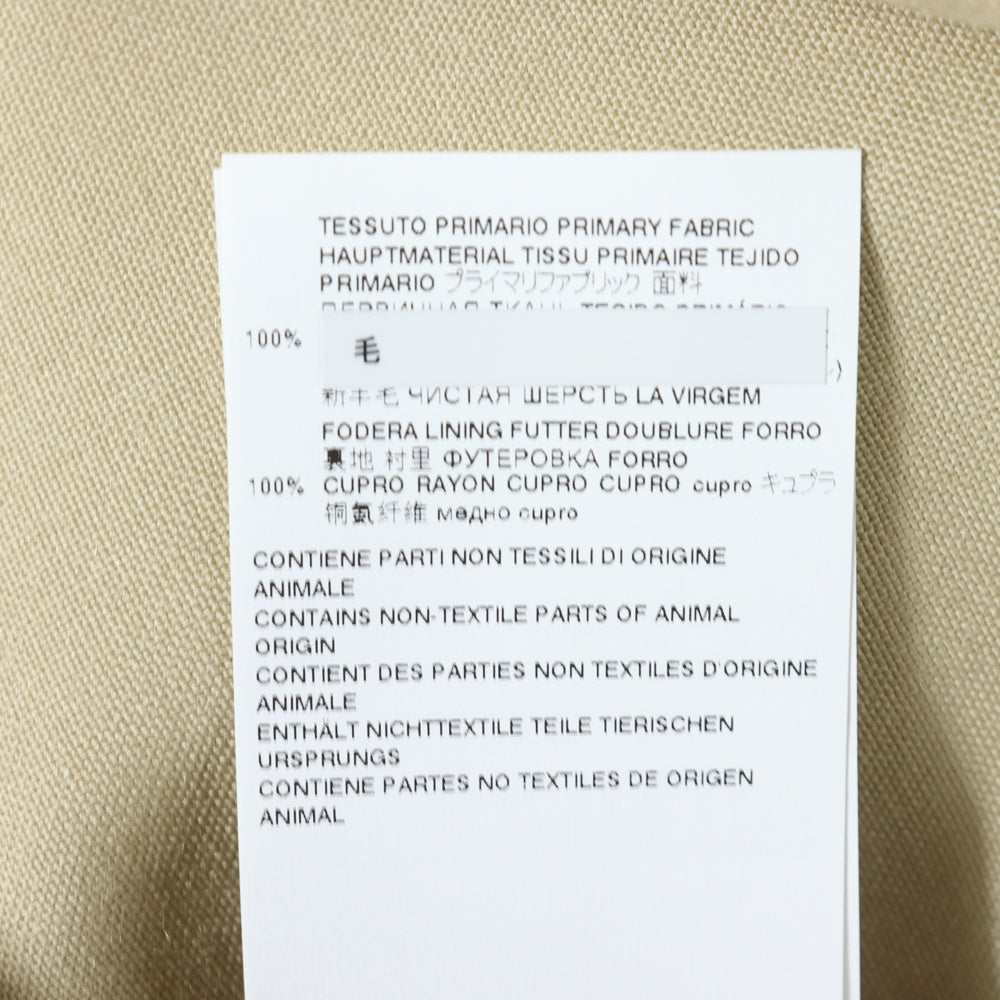 TESSUTO PRIMARIO PRIMARY FABRIC
HAUPTMATERIAL TISSU PRIMAIRE TEJIDO
PRIMARIO プライマリファブリック 面料
ПЕРВИЧНАЯ ТКАНЬ TECIDO PRIMÁRIO
100% 毛
新羊毛 ЧИСТАЯ ШЕРСТЬ LA VIRGEM
FODERA LINING FUTTER DOUBLURE FORRO
裏地 衬里 ФУТЕРОВКА FORRO
100% CUPRO RAYON CUPRO CUPRO cupro キュプラ
铜氨纤维 медно cupro
CONTIENE PARTI NON TESSILI DI ORIGINE
ANIMALE
CONTAINS NON-TEXTILE PARTS OF ANIMAL
ORIGIN
CONTIENT DES PARTIES NON TEXTILES D'ORIGINE
ANIMALE
ENTHÄLT NICHTTEXTILE TEILE TIERISCHEN
URSPRUNGS
CONTIENE PARTES NO TEXTILES DE ORIGEN
ANIMAL